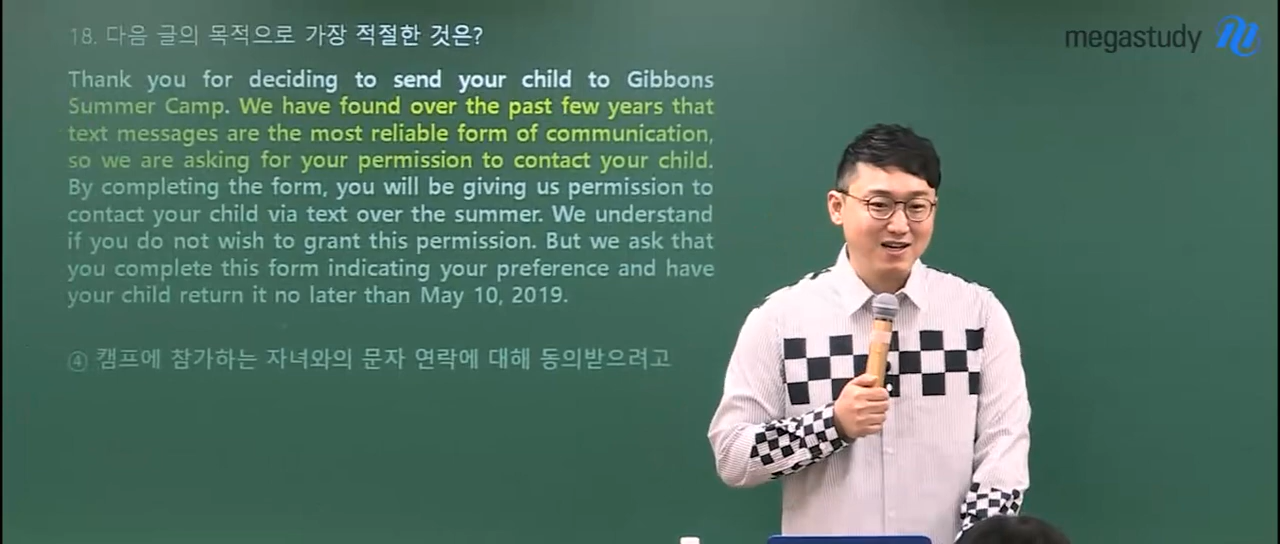 18. 다음 글의 목적으로 가장 적절한 것은?
megastudy
Thank you for deciding to send your child to Gibbons
Summer Camp. We have found over the past few years that
text messages are the most reliable form of communication,
so we are asking for your permission to contact your child.
By completing the form, you will be giving us permission to
contact your child via text over the summer. We understand
if you do not wish to grant this permission. But we ask that
you complete this form indicating your preference and have
your child return it no later than May 10, 2019.
④ 캠프에 참가하는 자녀와의 문자 연락에 대해 동의받으려고